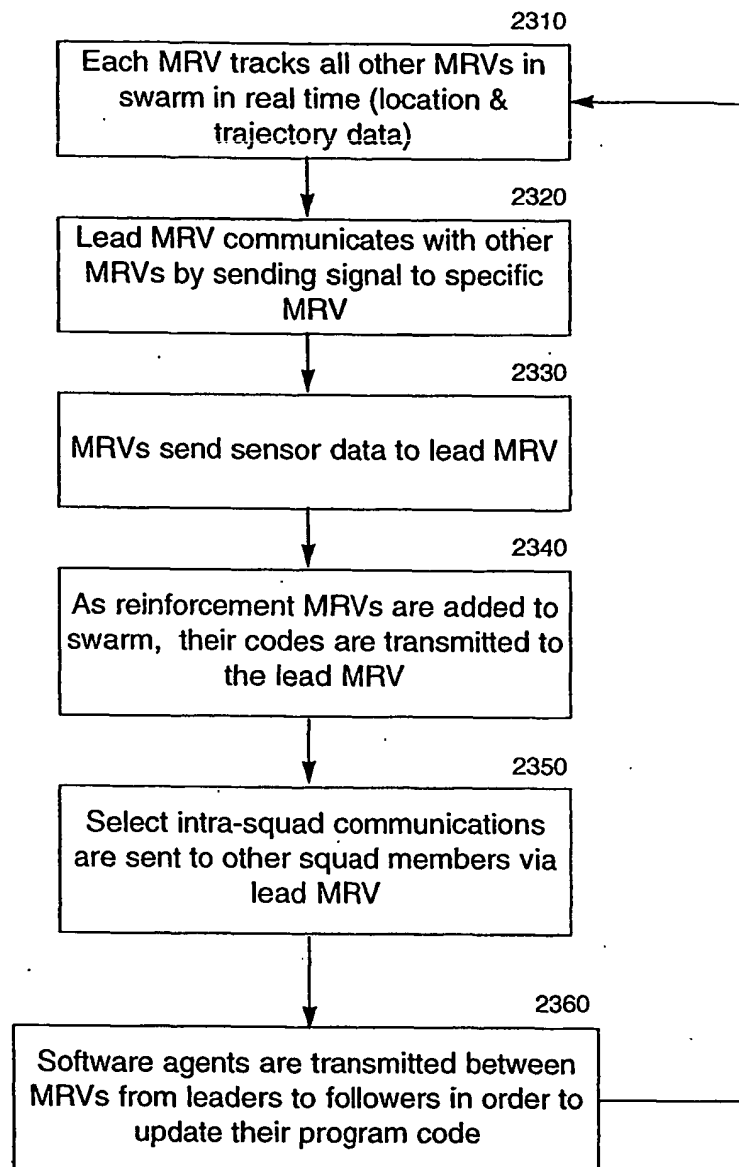 2310
Each MRV tracks all other MRVs in
swarm in real time (location &
trajectory data)
2320
Lead MRV communicates with other
MRVs by sending signal to specific
MRV
2330
MRVs send sensor data to lead MRV
2340
As reinforcement MRVs are added to
swarm, their codes are transmitted to
the lead MRV
2350
Select intra-squad communications
are sent to other squad members via
lead MRV
2360
Software agents are transmitted between
MRVs from leaders to followers in order to
update their program code